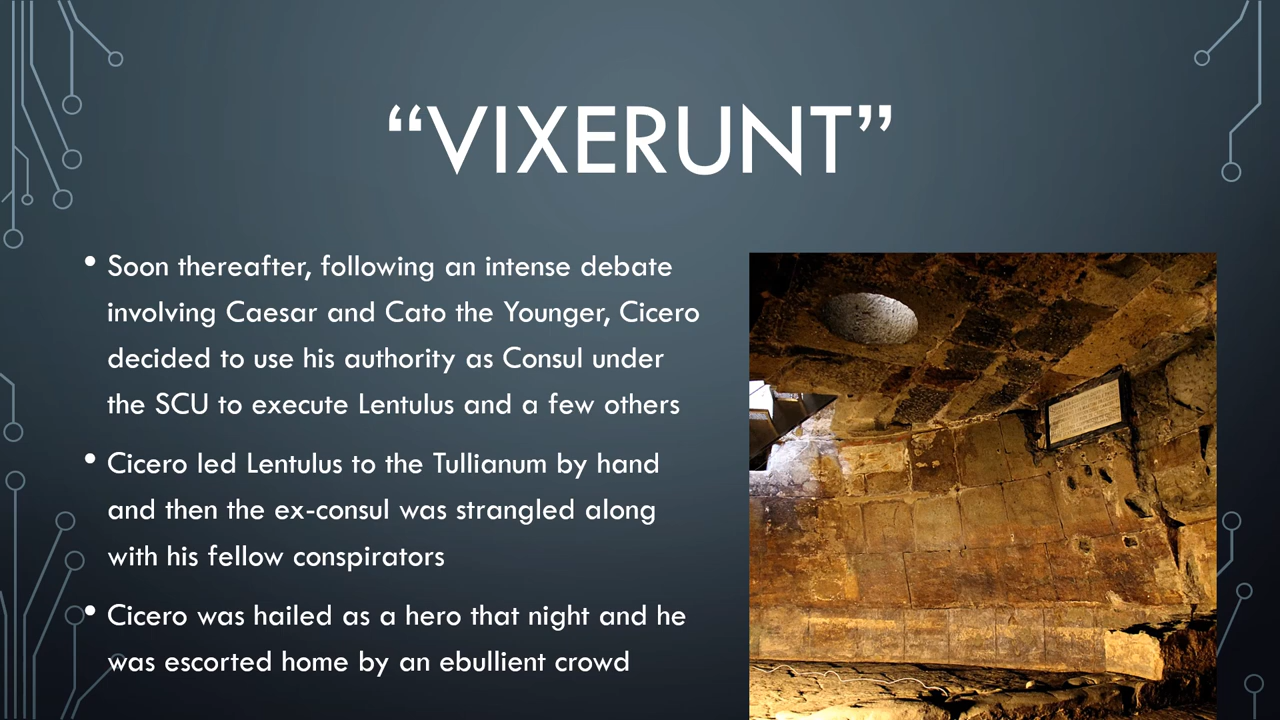 “VIXERUNT”
• Soon thereafter, following an intense debate
involving Caesar and Cato the Younger, Cicero
decided to use his authority as Consul under
the SCU to execute Lentulus and a few others
• Cicero led Lentulus to the Tullianum by hand
and then the ex-consul was strangled along
with his fellow conspirators
• Cicero was hailed as a hero that night and he
was escorted home by an ebullient crowd